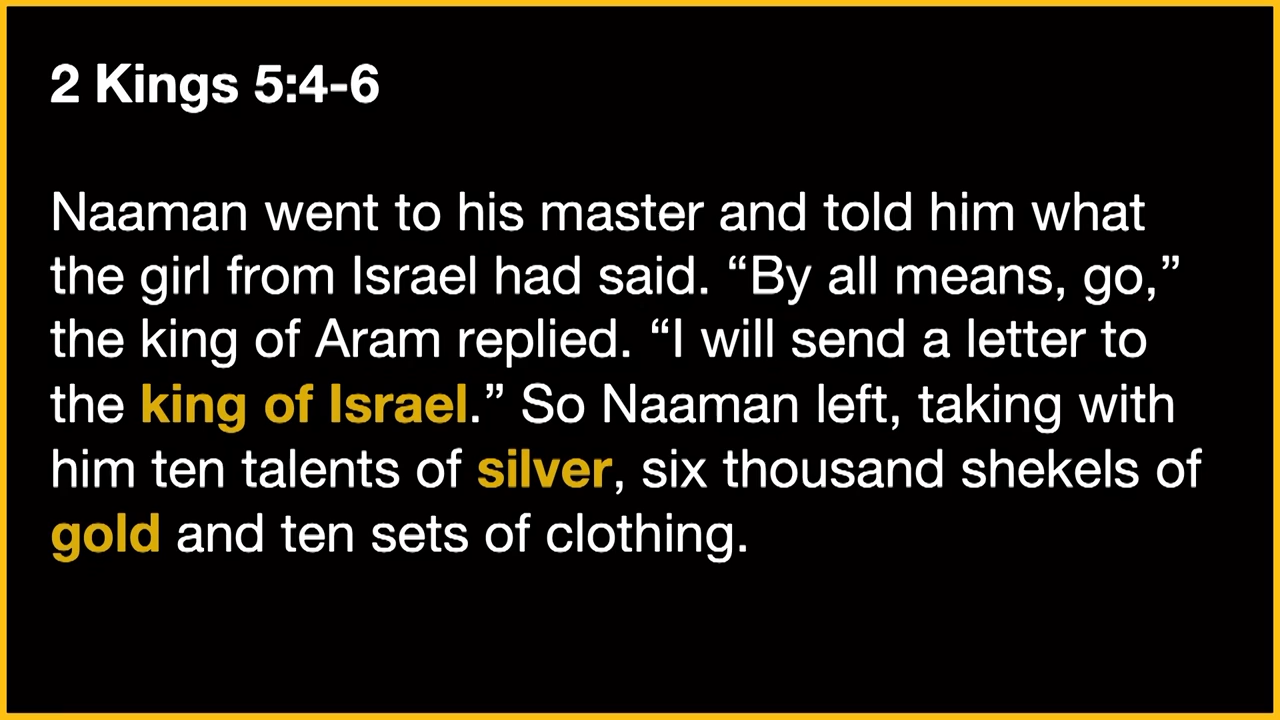 2 Kings 5:4-6
Naaman went to his master and told him what
the girl from Israel had said. “By all means, go,”
the king of Aram replied. “I will send a letter to
the king of Israel.” So Naaman left, taking with
him ten talents of silver, six thousand shekels of
gold and ten sets of clothing.